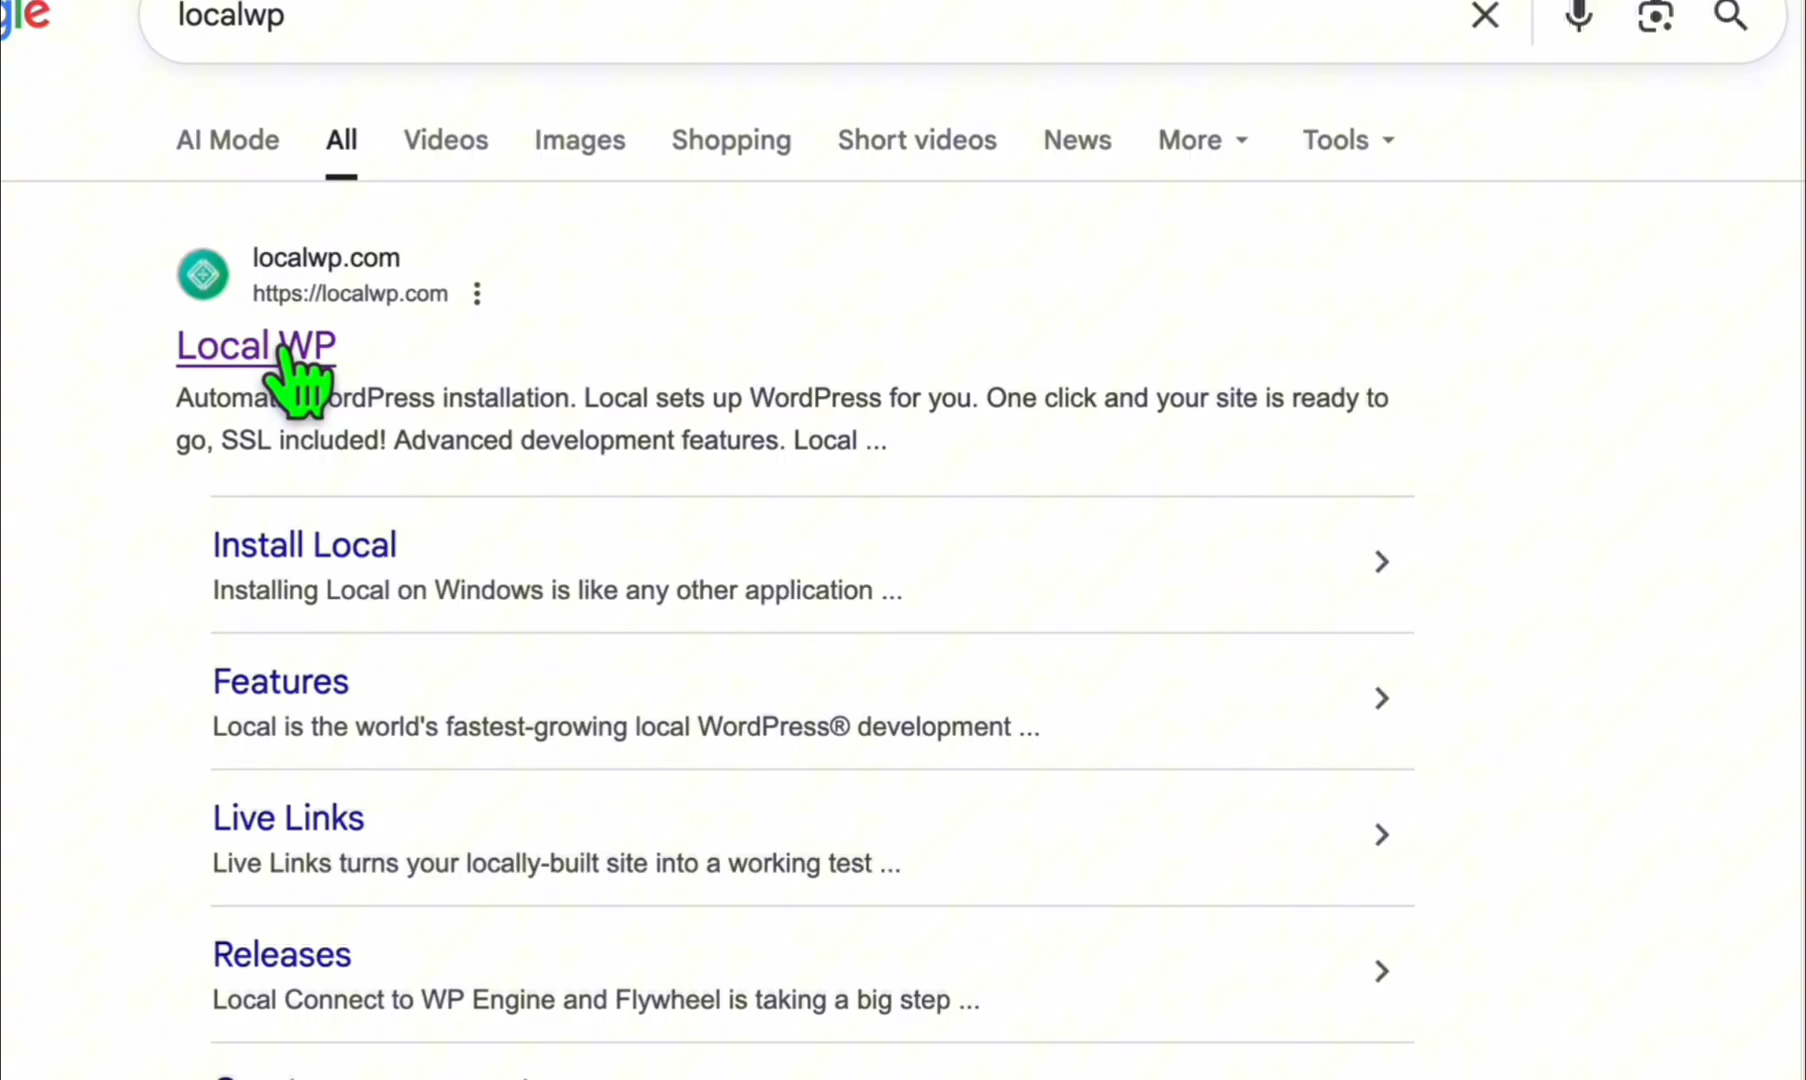 gle
localwp
AI Mode All Videos Images Shopping Short videos News More Tools
localwp.com
https://localwp.com
Local WP
ordPress installation. Local sets up WordPress for you. One click and your site is ready to
go, SSL included! Advanced development features. Local ...
Install Local
Installing Local on Windows is like any other application ...
Features
Local is the world's fastest-growing local WordPress® development ...
Live Links
Live Links turns your locally-built site into a working test ...
Releases
Local Connect to WP Engine and Flywheel is taking a big step ...